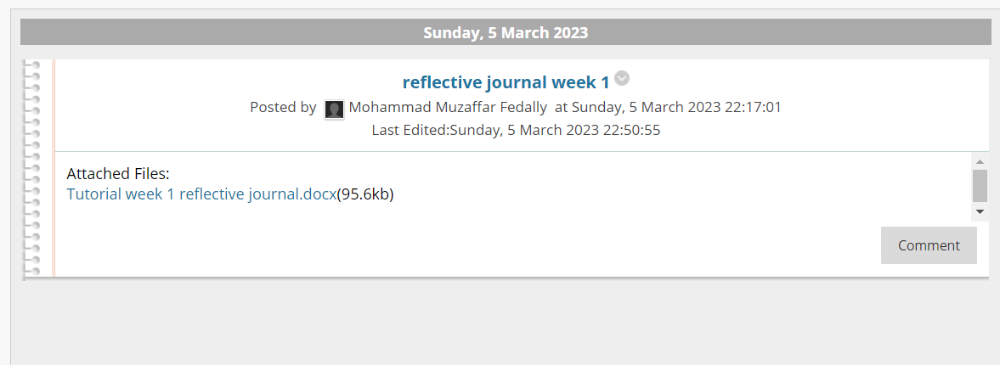 Sunday, 5 March 2023
reflective journal week 1
Posted by Mohammad Muzaffar Fedally at Sunday, 5 March 2023 22:17:01
Last Edited:Sunday, 5 March 2023 22:50:55
Attached Files:
Tutorial week 1 reflective journal.docx(95.6kb)
Comment